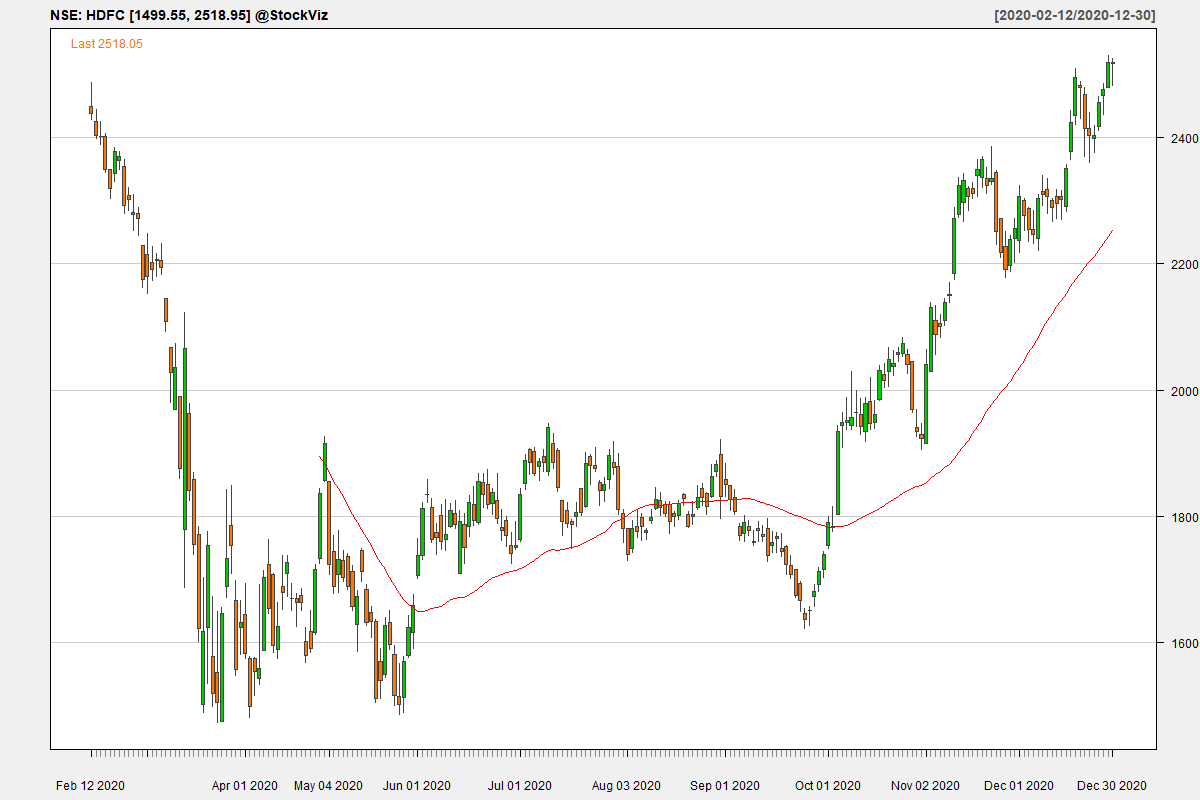 NSE: HDFC [1499.55, 2518.95] @StockViz
[2020-02-12/2020-12-30]
Last 2518.05
2400
2200
2000
1800
1600
Feb 12 2020
Apr 01 2020
May 04 2020
Jun 01 2020
Jul 01 2020
Aug 03 2020
Sep 01 2020
Oct 01 2020
Nov 02 2020
Dec 01 2020
Dec 30 2020